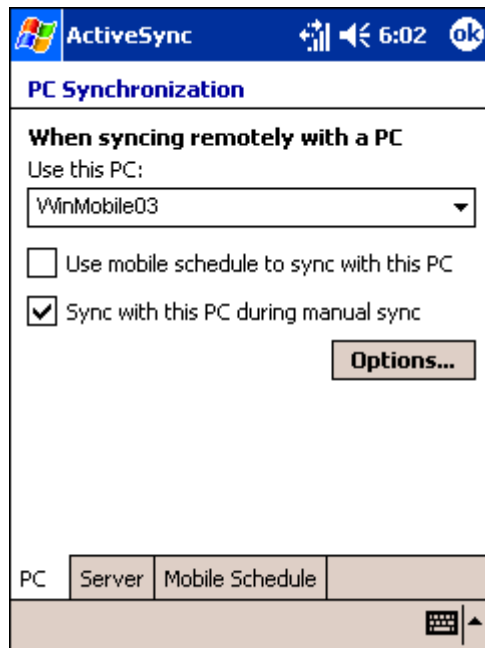 ActiveSync 6:02 ok
PC Synchronization
When syncing remotely with a PC
Use this PC:
WinMobile03
Use mobile schedule to sync with this PC
Sync with this PC during manual sync
Options...
PC Server Mobile Schedule